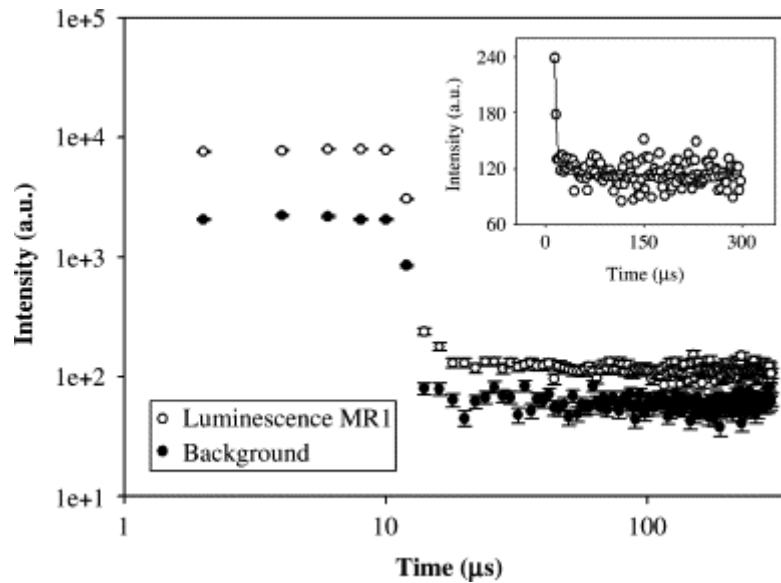 1e+5
1e+4
1e+3
1e+2
1e+1
Intensity (a.u.)
1
10
100
Time (μs)
Luminescence MR1
Background
240
180
120
60
Intensity (a.u.)
0
150
300
Time (μs)